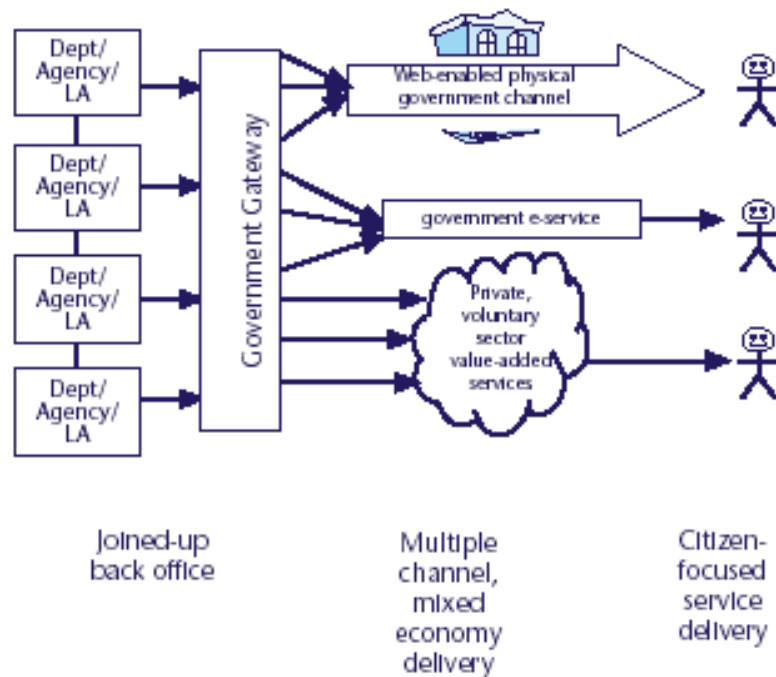 Dept/
Agency/
LA
Dept/
Agency/
LA
Dept/
Agency/
LA
Dept/
Agency/
LA
Government Gateway
Web-enabled physical
government channel
government e-service
Private,
voluntary
sector
value-added
services
Joined-up
back office
Multiple
channel,
mixed
economy
delivery
Citizen-
focused
service
delivery